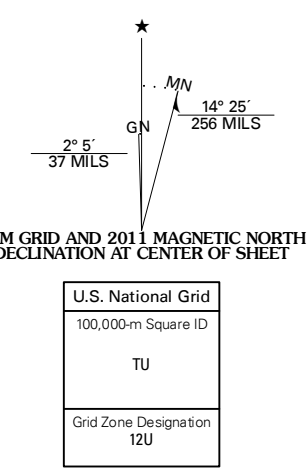 ★
MN
GN
14° 25´
256 MILS
2° 5´
37 MILS
M GRID AND 2011 MAGNETIC NORTH
DECLINATION AT CENTER OF SHEET
U.S. National Grid
100,000-m Square ID
TU
Grid Zone Designation
12U